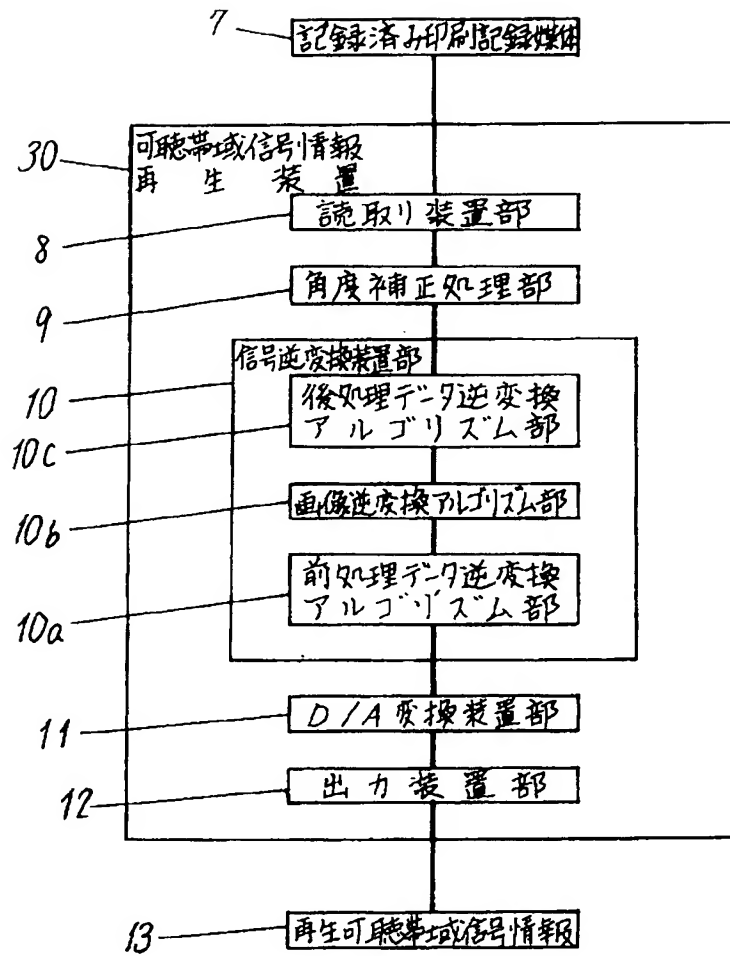 7
記録済み印刷記録媒体
30
可聴帯域信号情報
再生装置
読取り装置部
8
角度補正処理部
9
信号逆変換装置部
10
後処理データ逆変換
アルゴリズム部
10c
画像逆変換アルゴリズム部
10b
前処理データ逆変換
アルゴリズム部
10a
D/A変換装置部
11
出力装置部
12
再生可聴帯域信号情報
13